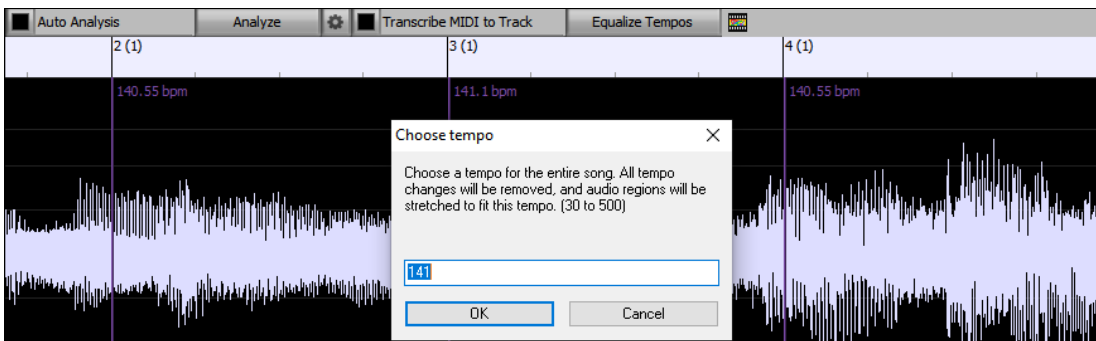 Auto Analysis Analyze Transcribe MIDI to Track Equalize Tempos
2 (1) 3 (1) 4 (1)
140.55 bpm 141.1 bpm 140.55 bpm
Choose tempo
Choose a tempo for the entire song. All tempo
changes will be removed, and audio regions will be
stretched to fit this tempo. (30 to 500)
141
OK Cancel